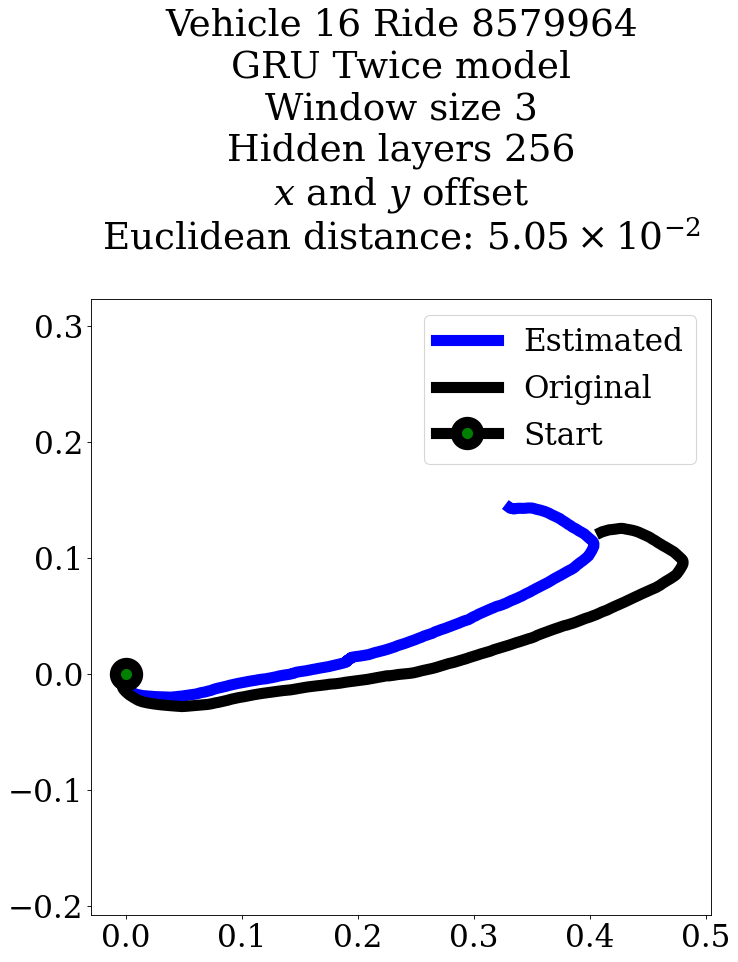 Vehicle 16 Ride 8579964
GRU Twice model
Window size 3
Hidden layers 256
x and y offset
Euclidean distance: 5.05 × 10⁻²
Estimated
Original
Start
0.3
0.2
0.1
0.0
−0.1
−0.2
0.0 0.1 0.2 0.3 0.4 0.5